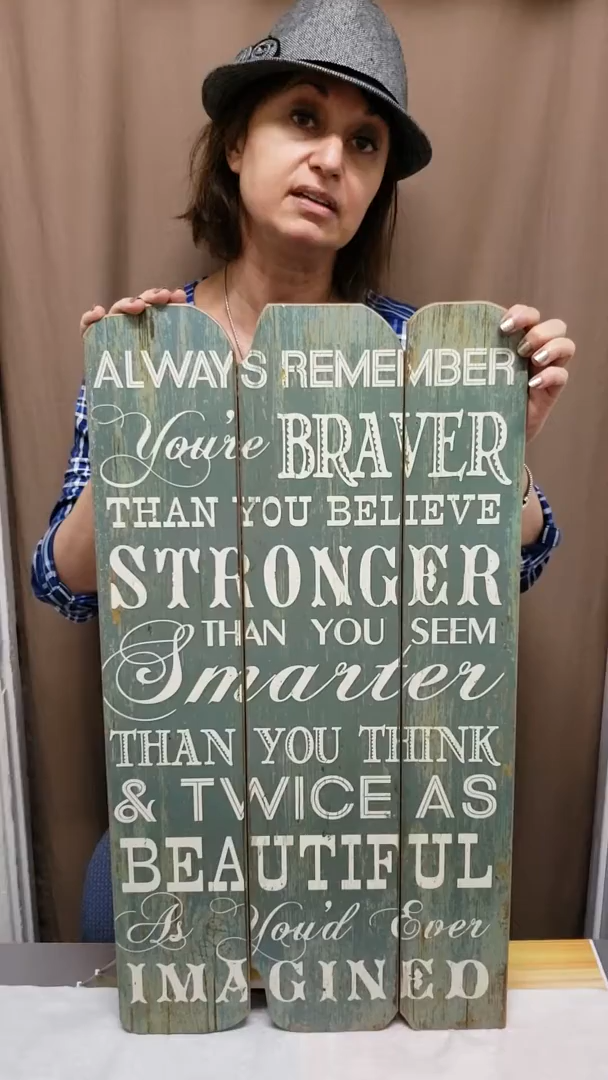 ALWAYS REMEMBER
You're BRAVER
THAN YOU BELIEVE
STRONGER
THAN YOU SEEM
Smarter
THAN YOU THINK
& TWICE AS
BEAUTIFUL
As You'd Ever
IMAGINED